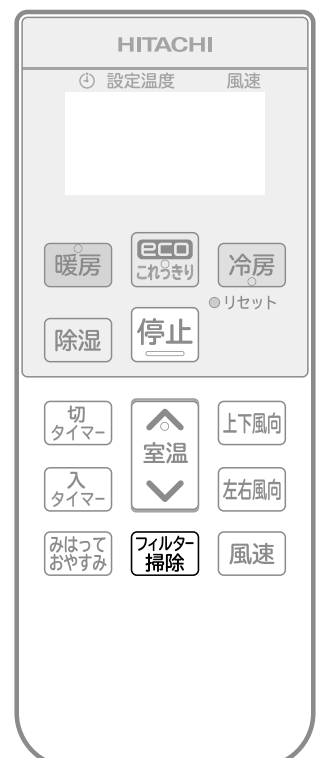 HITACHI
設定温度 風速
暖房
eco
これっきり
冷房
リセット
除湿
停止
切
タイマー
室温
上下風向
入
タイマー
左右風向
みはって
おやすみ
フィルター
掃除
風速